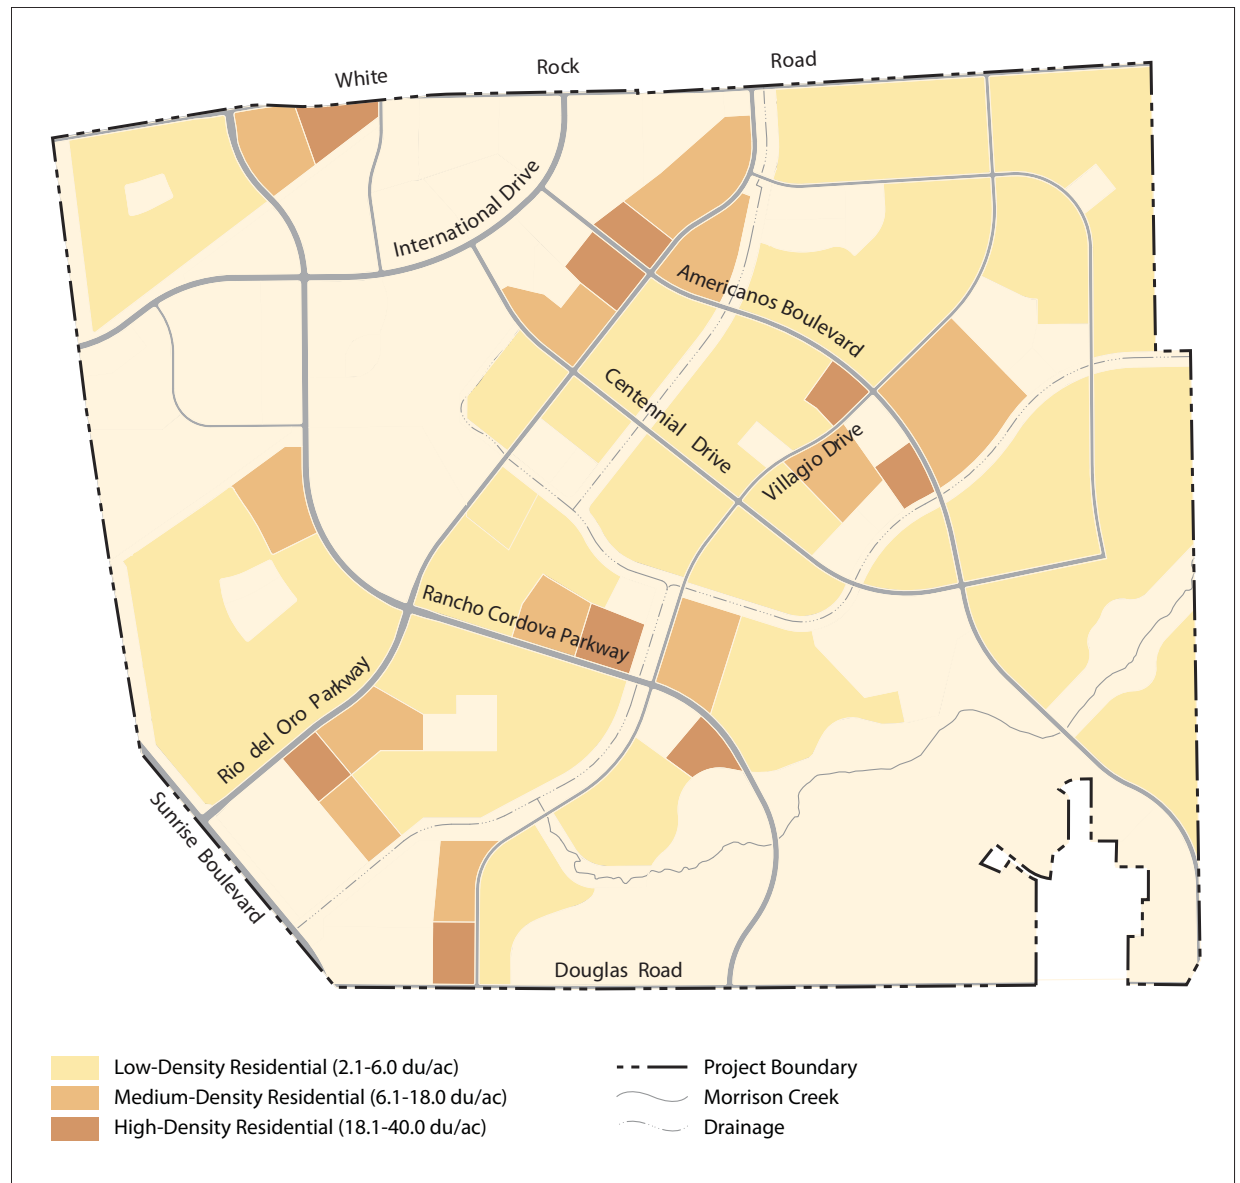 White Rock Road
International Drive
Americanos Boulevard
Centennial Drive
Villagio Drive
Rancho Cordova Parkway
Rio del Oro Parkway
Sunrise Boulevard
Douglas Road
Low-Density Residential (2.1-6.0 du/ac)
Medium-Density Residential (6.1-18.0 du/ac)
High-Density Residential (18.1-40.0 du/ac)
Project Boundary
Morrison Creek
Drainage